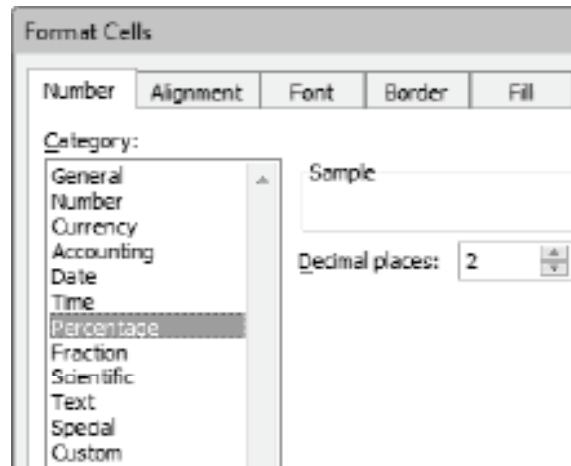 Format Cells
Number Alignment Font Border Fill
Category:
General
Number
Currency
Accounting
Date
Time
Percentage
Fraction
Scientific
Text
Special
Custom
Sample
Decimal places: 2